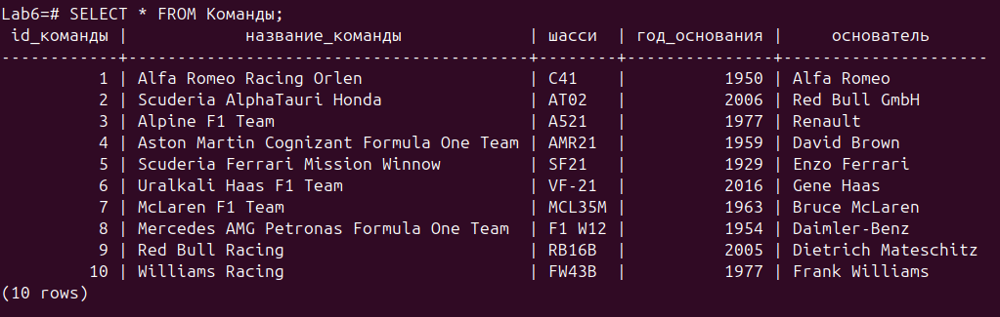 Lab6=# SELECT * FROM Команды;
 id_команды |            название_команды             | шасси  | год_основания |     основатель
------------+-----------------------------------------+--------+---------------+---------------------
          1 | Alfa Romeo Racing Orlen                 | C41    |          1950 | Alfa Romeo
          2 | Scuderia AlphaTauri Honda               | AT02   |          2006 | Red Bull GmbH
          3 | Alpine F1 Team                          | A521   |          1977 | Renault
          4 | Aston Martin Cognizant Formula One Team | AMR21  |          1959 | David Brown
          5 | Scuderia Ferrari Mission Winnow         | SF21   |          1929 | Enzo Ferrari
          6 | Uralkali Haas F1 Team                   | VF-21  |          2016 | Gene Haas
          7 | McLaren F1 Team                         | MCL35M |          1963 | Bruce McLaren
          8 | Mercedes AMG Petronas Formula One Team  | F1 W12 |          1954 | Daimler-Benz
          9 | Red Bull Racing                         | RB16B  |          2005 | Dietrich Mateschitz
         10 | Williams Racing                         | FW43B  |          1977 | Frank Williams
(10 rows)